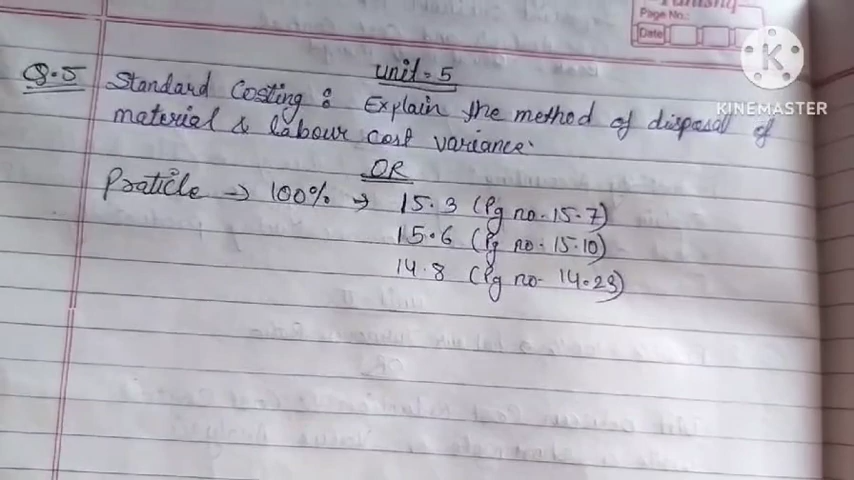 Page No.:
Date
K
KINEMASTER
Unit-5
Q.5 Standard Costing : Explain the method of disposal of
material & labour cost variance.
OR
Praticle → 100% → 15.3 (Pg no. 15.7)
15.6 (Pg no. 15.10)
14.8 (Pg no- 14.23)